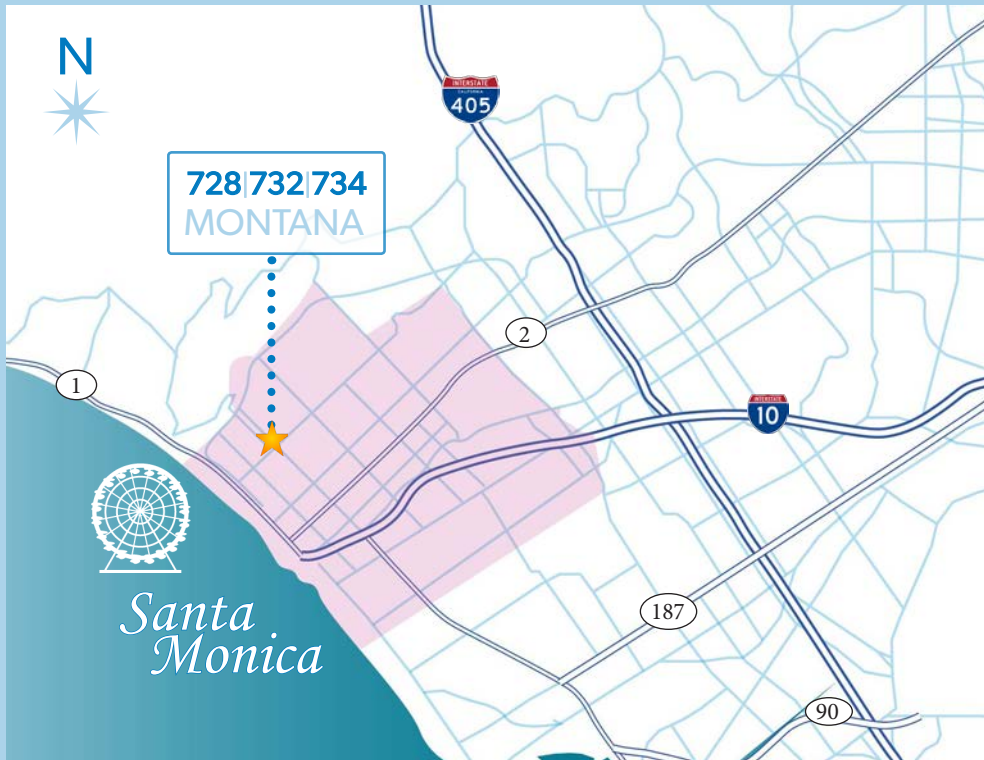 N
INTERSTATE
CALIFORNIA
405
728|732|734
MONTANA
2
1
INTERSTATE
10
Santa
Monica
187
90